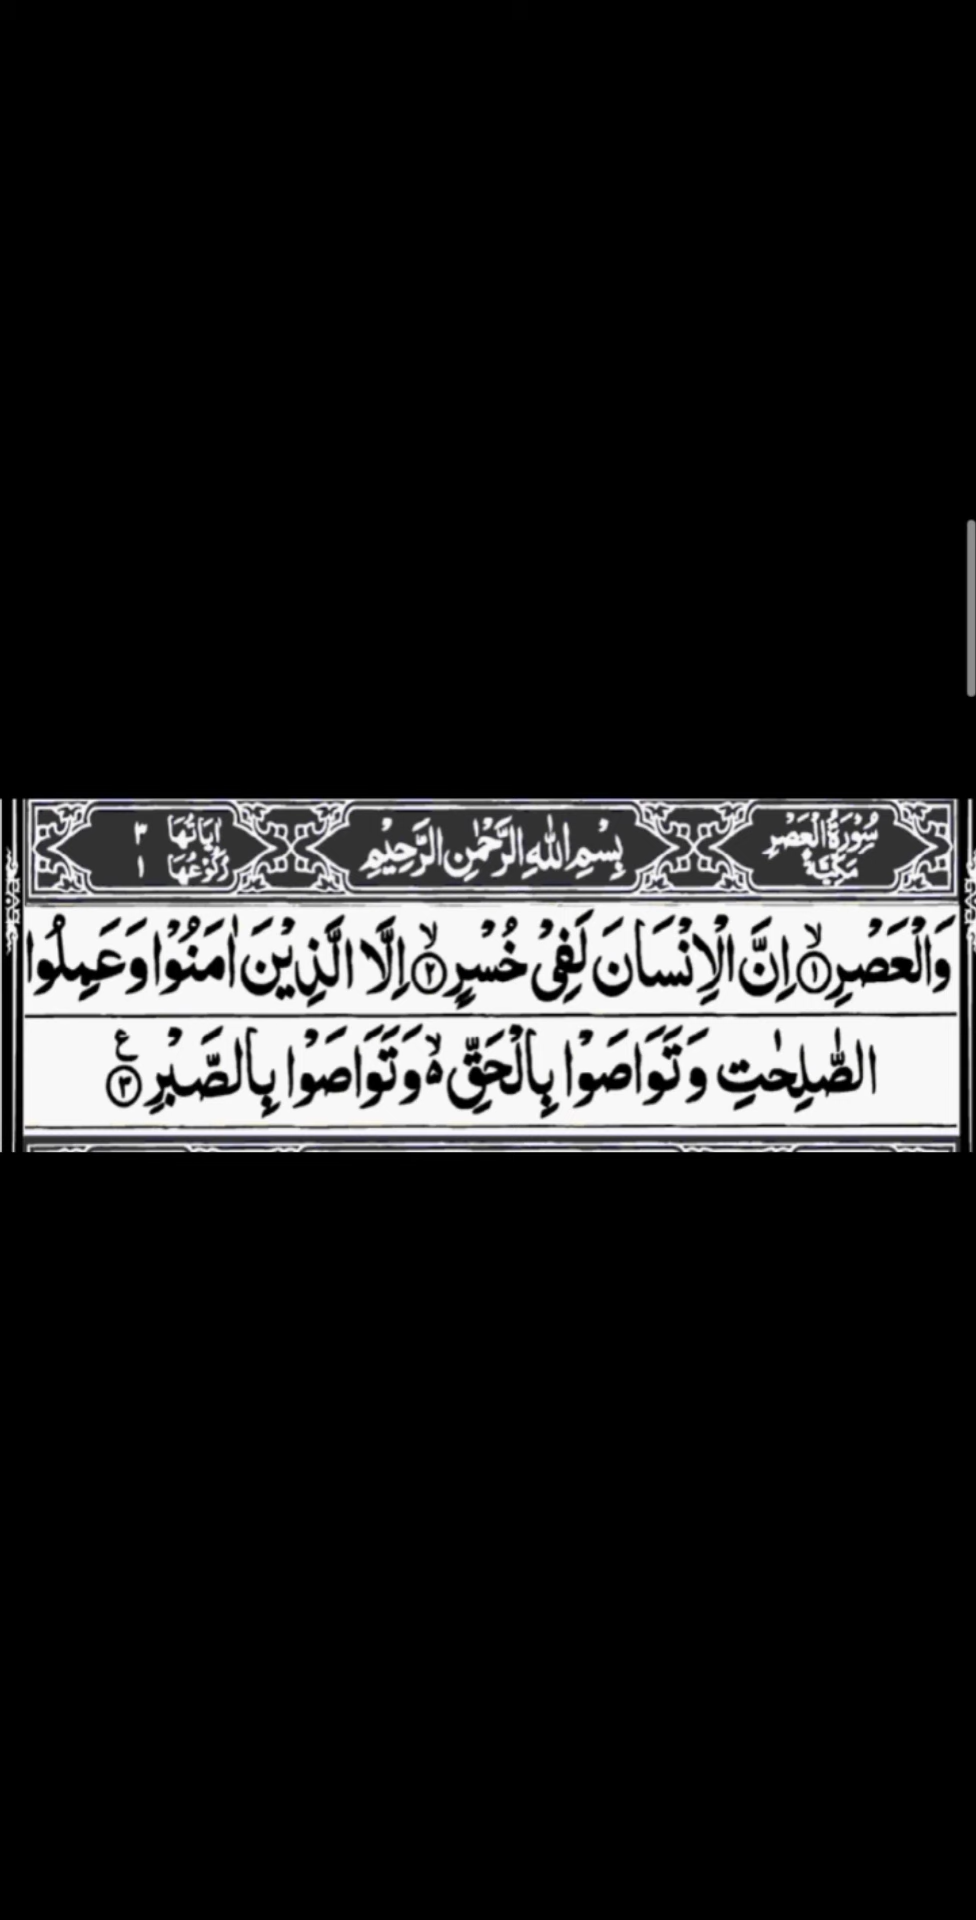 سُوْرَةُ الْعَصْرِ مَكِّيَّةٌ
بِسْمِ اللّٰهِ الرَّحْمٰنِ الرَّحِيْمِ
اٰيَاتُهَا ٣
رُكُوْعُهَا ١
وَالْعَصْرِ ۙ﴿١﴾ اِنَّ الْاِنْسَانَ لَفِیْ خُسْرٍ ۙ﴿٢﴾ اِلَّا الَّذِیْنَ اٰمَنُوْا وَعَمِلُوا
الصّٰلِحٰتِ وَتَوَاصَوْا بِالْحَقِّ ۙ۬ وَتَوَاصَوْا بِالصَّبْرِ ﴿٣﴾ ع